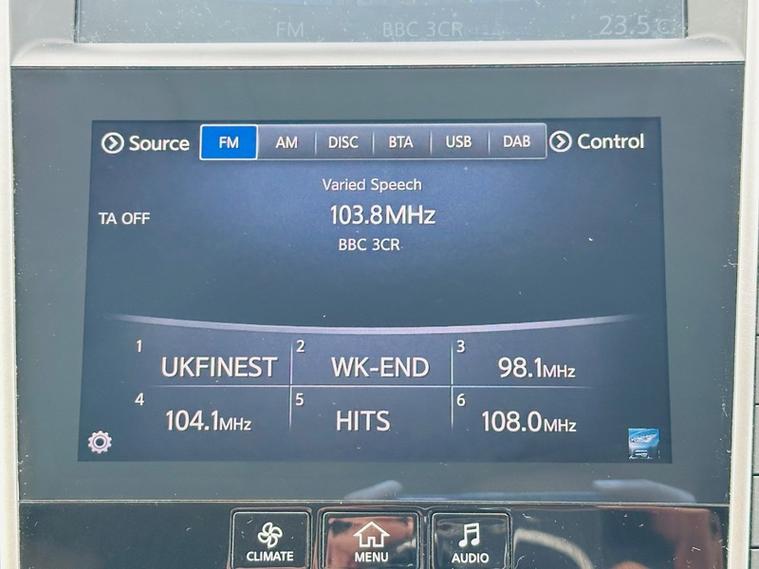 FM BBC 3CR 23.5°C
Source FM AM DISC BTA USB DAB Control
Varied Speech
TA OFF 103.8MHz
BBC 3CR
1 UKFINEST 2 WK-END 3 98.1MHz
4 104.1MHz 5 HITS 6 108.0MHz
CLIMATE MENU AUDIO